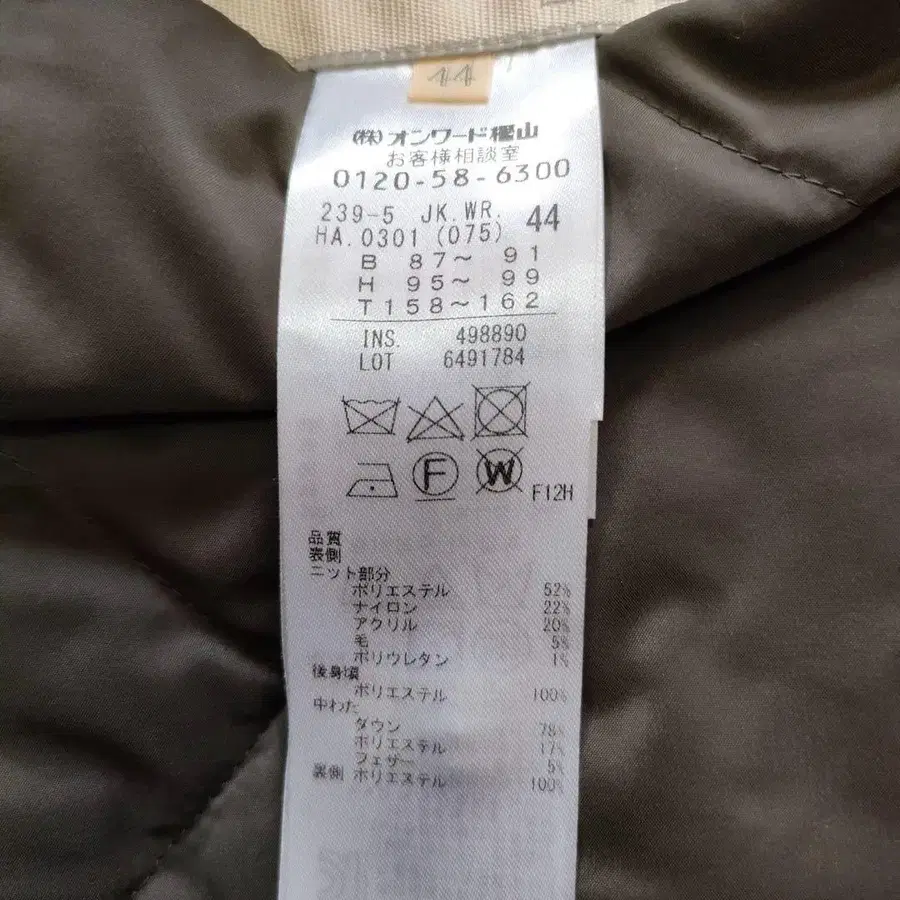 44
(株)オンワード樫山
お客様相談室
0120-58-6300
239-5 JK.WR. 44
HA.0301(075)
B 87～ 91
H 95～ 99
T158～162
INS. 498890
LOT 6491784
F
W
F12H
品質
表側
ニット部分
ポリエステル 52%
ナイロン 22%
アクリル 20%
毛 5%
ポリウレタン 1%
後身頃
ポリエステル 100%
中わた
ダウン 78%
ポリエステル 17%
フェザー 5%
裏側 ポリエステル 100%